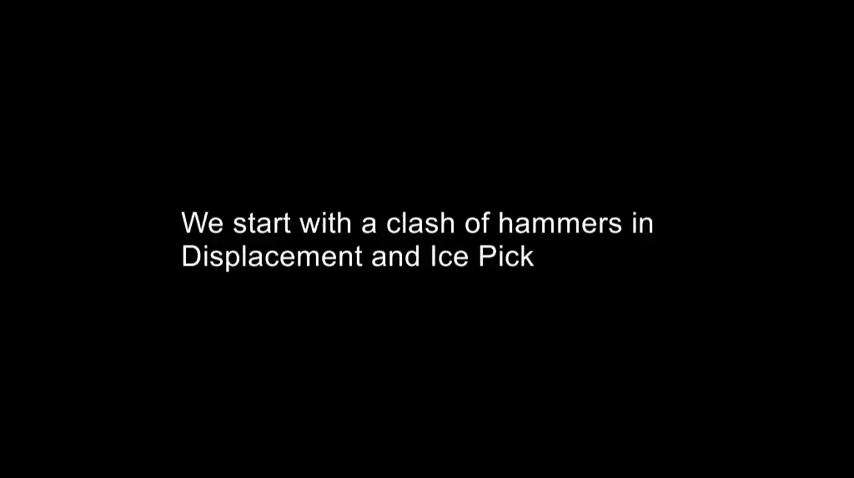 We start with a clash of hammers in
Displacement and Ice Pick